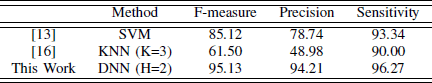 Method F-measure Precision Sensitivity
[13] SVM 85.12 78.74 93.34
[16] KNN (K=3) 61.50 48.98 90.00
This Work DNN (H=2) 95.13 94.21 96.27